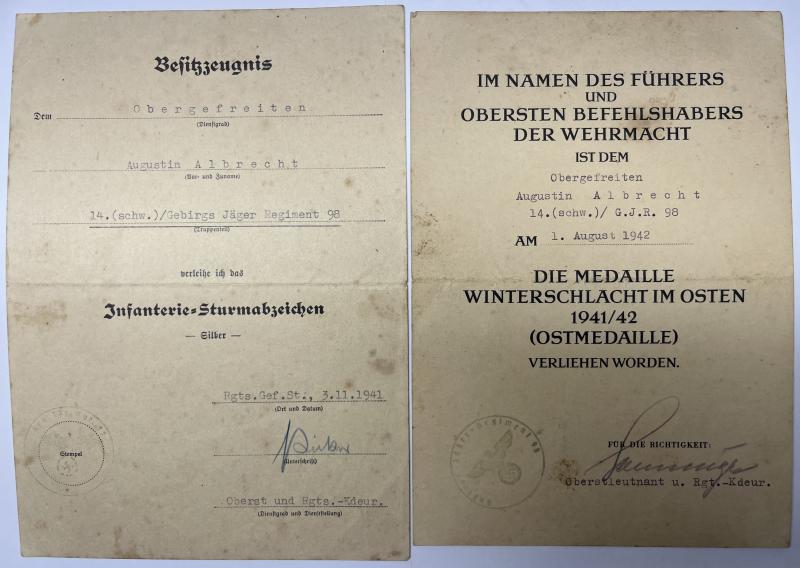 Besitzzeugnis
Dem Obergefreiten
(Dienstgrad)
Augustin Albrecht
(Vor- und Zuname)
14.(schw.)/Gebirgs Jäger Regiment 98
(Truppenteil)
verleihe ich das
Infanterie=Sturmabzeichen
— Silber —
Rgts.Gef.St., 3.11.1941
(Ort und Datum)
Stempel
(Unterschrift)
Oberst und Rgts.-Kdeur.
(Dienstgrad und Dienststellung)
IM NAMEN DES FÜHRERS
UND
OBERSTEN BEFEHLSHABERS
DER WEHRMACHT
IST DEM
Obergefreiten
Augustin Albrecht
14.(schw.)/ G.J.R. 98
AM 1. August 1942
DIE MEDAILLE
WINTERSCHLACHT IM OSTEN
1941/42
(OSTMEDAILLE)
VERLIEHEN WORDEN.
FÜR DIE RICHTIGKEIT:
Oberstleutnant u. Rgt.-Kdeur.